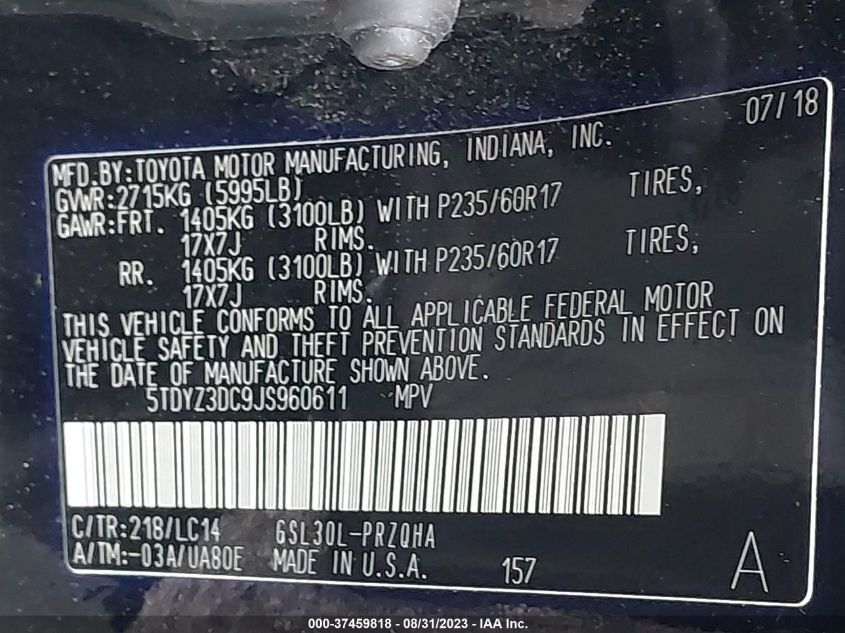 07/18
MFD.BY:TOYOTA MOTOR MANUFACTURING, INDIANA, INC.
GVWR:2715KG (5995LB)
GAWR:FRT. 1405KG (3100LB) WITH P235/60R17 TIRES,
17X7J RIMS.
RR. 1405KG (3100LB) WITH P235/60R17 TIRES,
17X7J RIMS.
THIS VEHICLE CONFORMS TO ALL APPLICABLE FEDERAL MOTOR
VEHICLE SAFETY AND THEFT PREVENTION STANDARDS IN EFFECT ON
THE DATE OF MANUFACTURE SHOWN ABOVE.
5TDYZ3DC9JS960611 MPV
C/TR:218/LC14 GSL30L-PRZQHA
A/TM:-03A/UA80E MADE IN U.S.A. 157 A
000-37459818 - 08/31/2023 - IAA Inc.